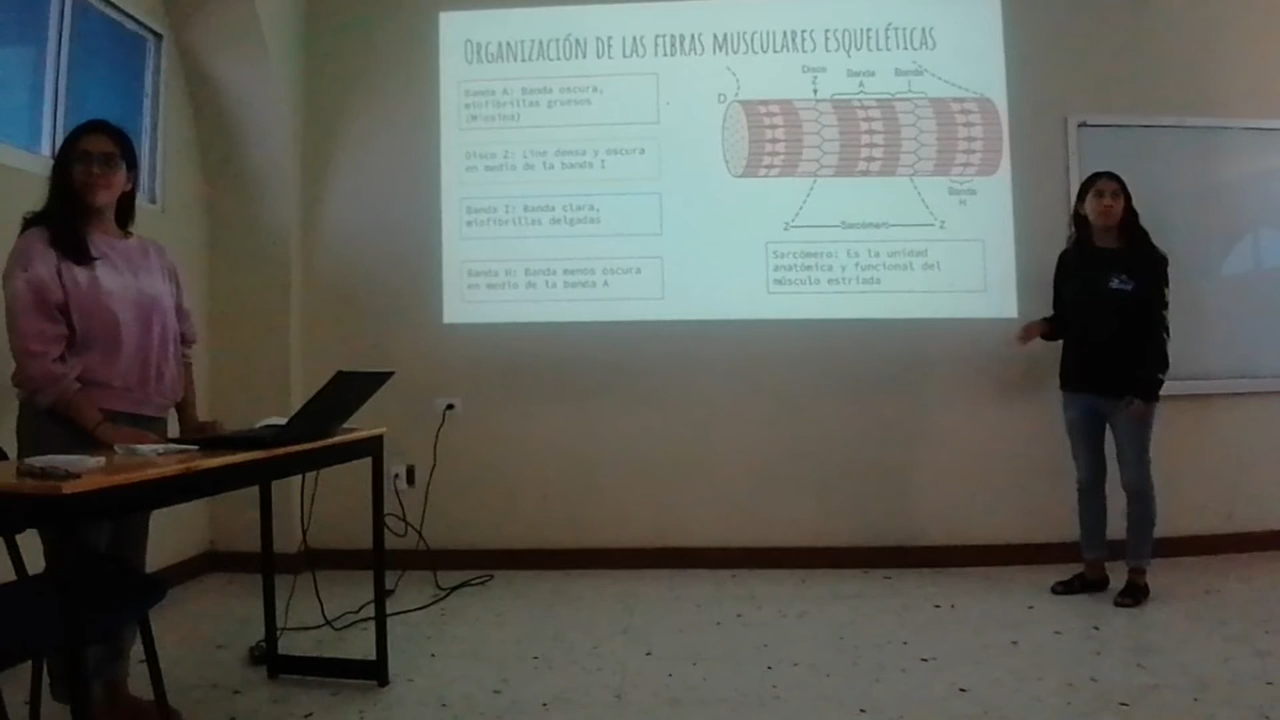 ORGANIZACIÓN DE LAS FIBRAS MUSCULARES ESQUELÉTICAS
Banda A: Banda oscura,
miofibrillas gruesos
(Miosina)
Disco Z: Line densa y oscura
en medio de la banda I
Banda I: Banda clara,
miofibrillas delgadas
Banda H: Banda menos oscura
en medio de la banda A
D
Disco
Z
Banda
A
Banda
I
Banda
H
Z Sarcómero Z
Sarcómero: Es la unidad
anatómica y funcional del
músculo estriada